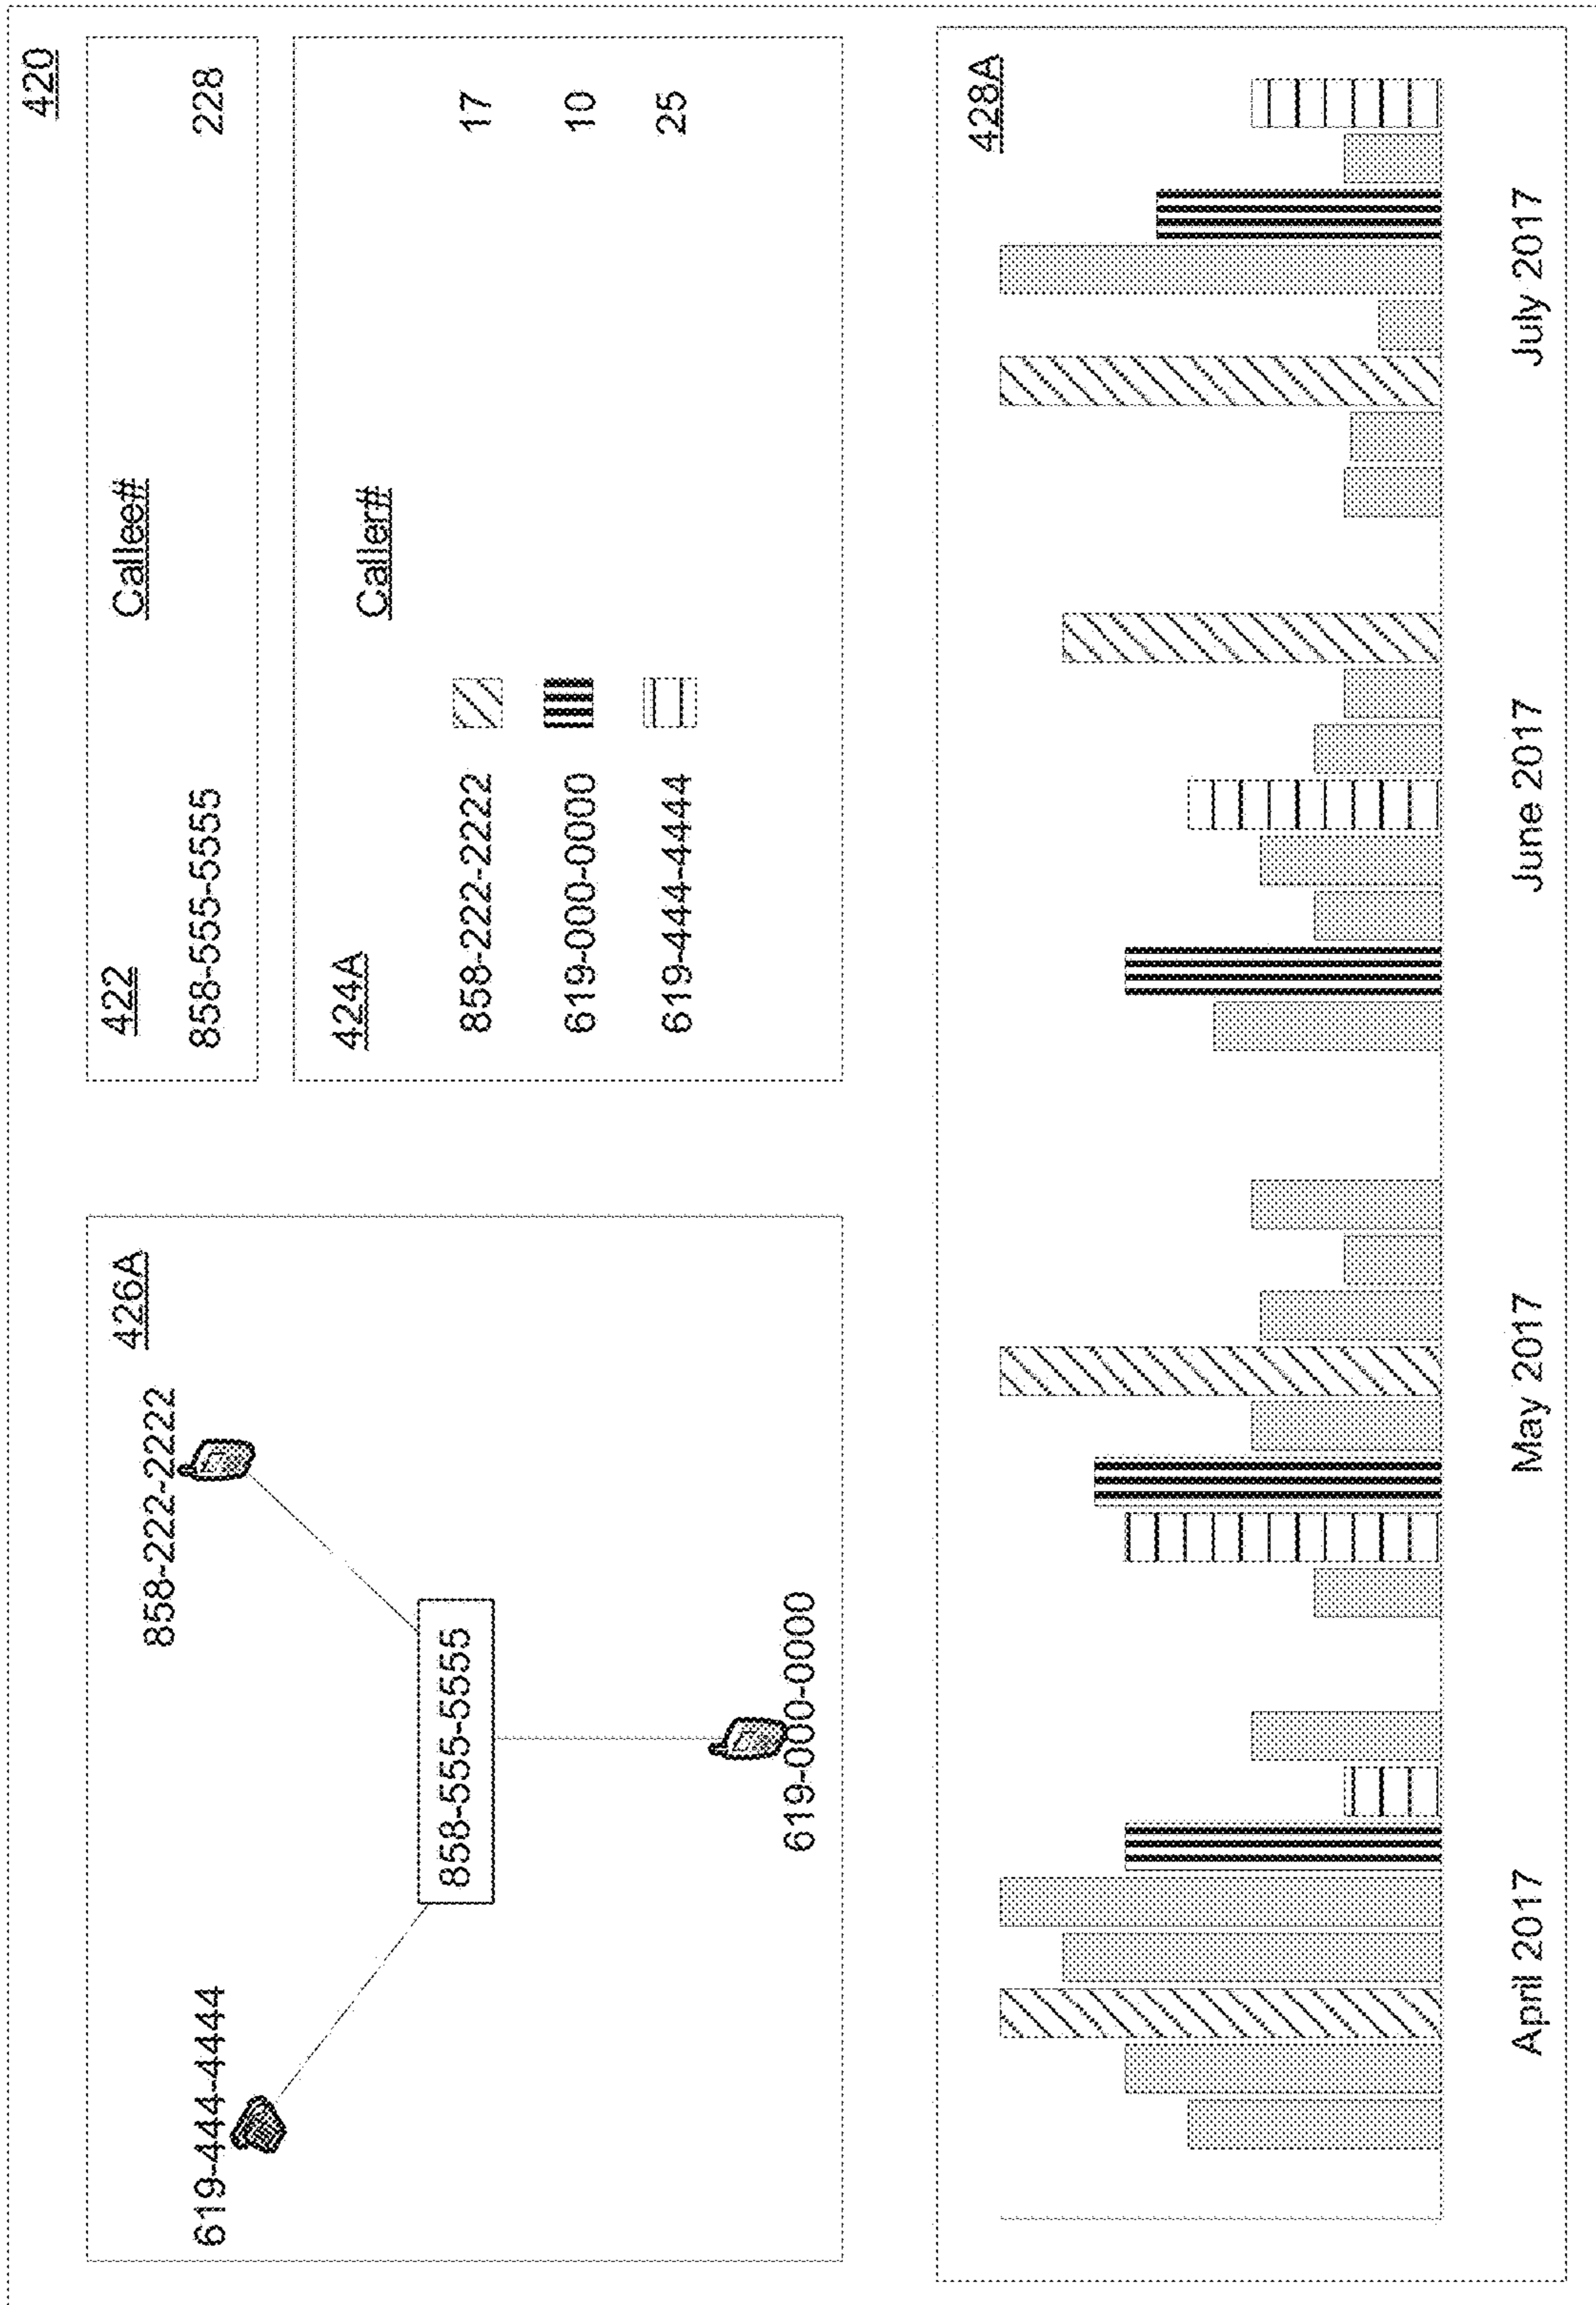 420
426A
619-444-4444
858-222-2222
858-555-5555
619-000-0000
422
Callee#
858-555-5555 228
424A
Caller#
858-222-2222 17
619-000-0000 10
619-444-4444 25
428A
April 2017 May 2017 June 2017 July 2017